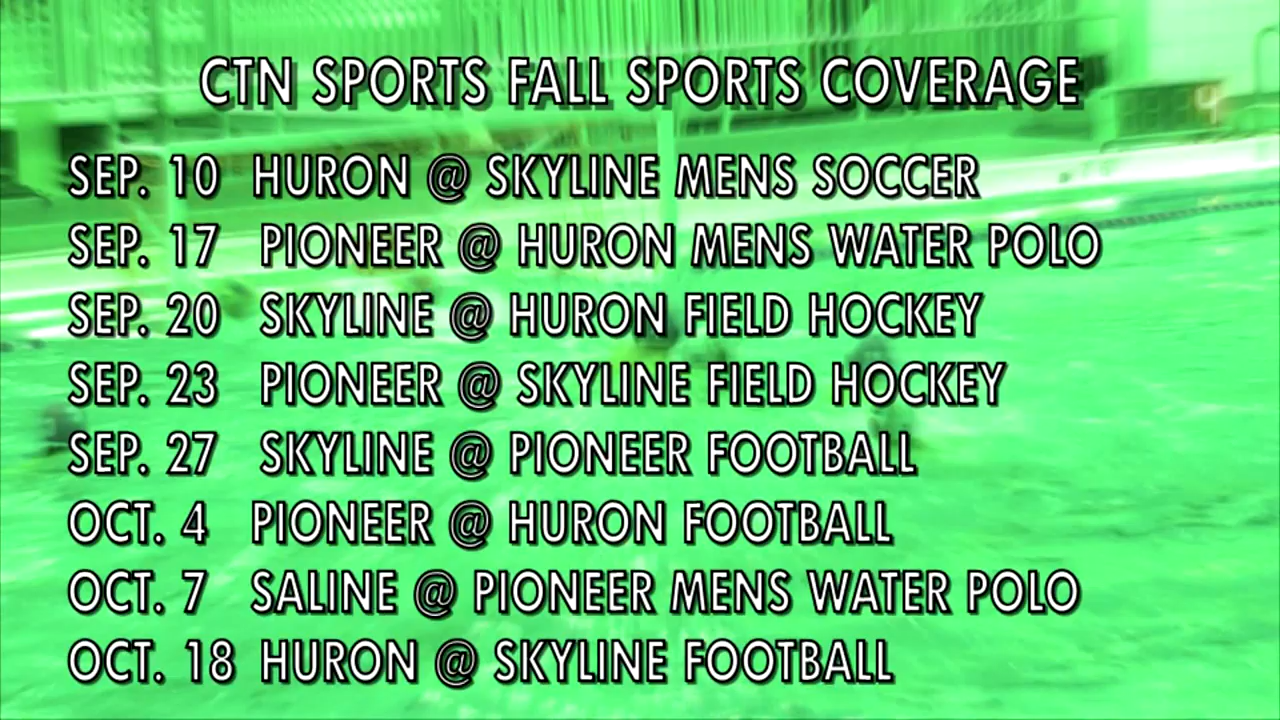 CTN SPORTS FALL SPORTS COVERAGE
SEP. 10 HURON @ SKYLINE MENS SOCCER
SEP. 17 PIONEER @ HURON MENS WATER POLO
SEP. 20 SKYLINE @ HURON FIELD HOCKEY
SEP. 23 PIONEER @ SKYLINE FIELD HOCKEY
SEP. 27 SKYLINE @ PIONEER FOOTBALL
OCT. 4 PIONEER @ HURON FOOTBALL
OCT. 7 SALINE @ PIONEER MENS WATER POLO
OCT. 18 HURON @ SKYLINE FOOTBALL